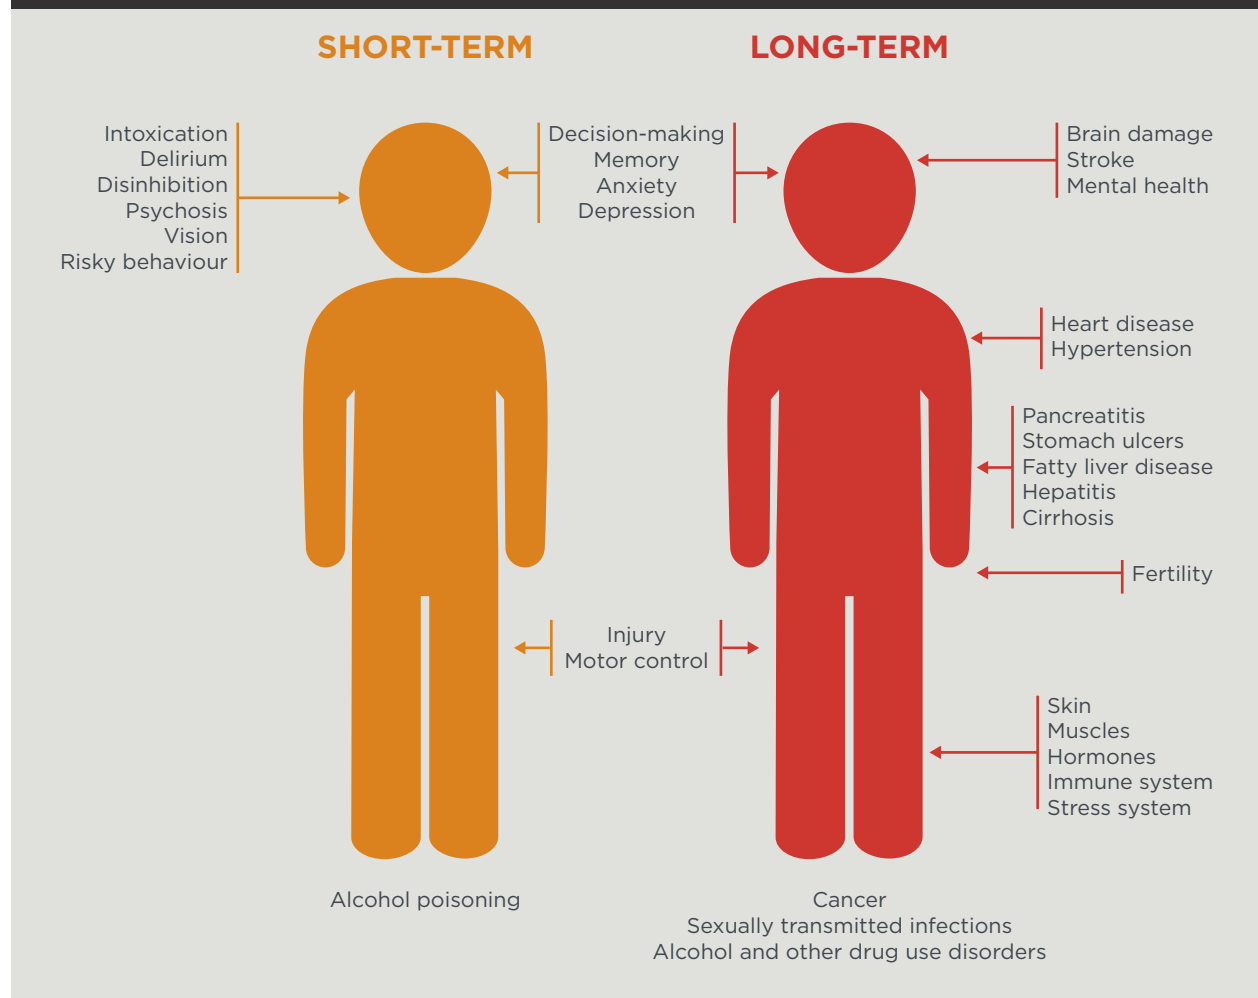 SHORT-TERM
LONG-TERM
Intoxication
Delirium
Disinhibition
Psychosis
Vision
Risky behaviour
Decision-making
Memory
Anxiety
Depression
Brain damage
Stroke
Mental health
Heart disease
Hypertension
Pancreatitis
Stomach ulcers
Fatty liver disease
Hepatitis
Cirrhosis
Fertility
Injury
Motor control
Skin
Muscles
Hormones
Immune system
Stress system
Alcohol poisoning
Cancer
Sexually transmitted infections
Alcohol and other drug use disorders